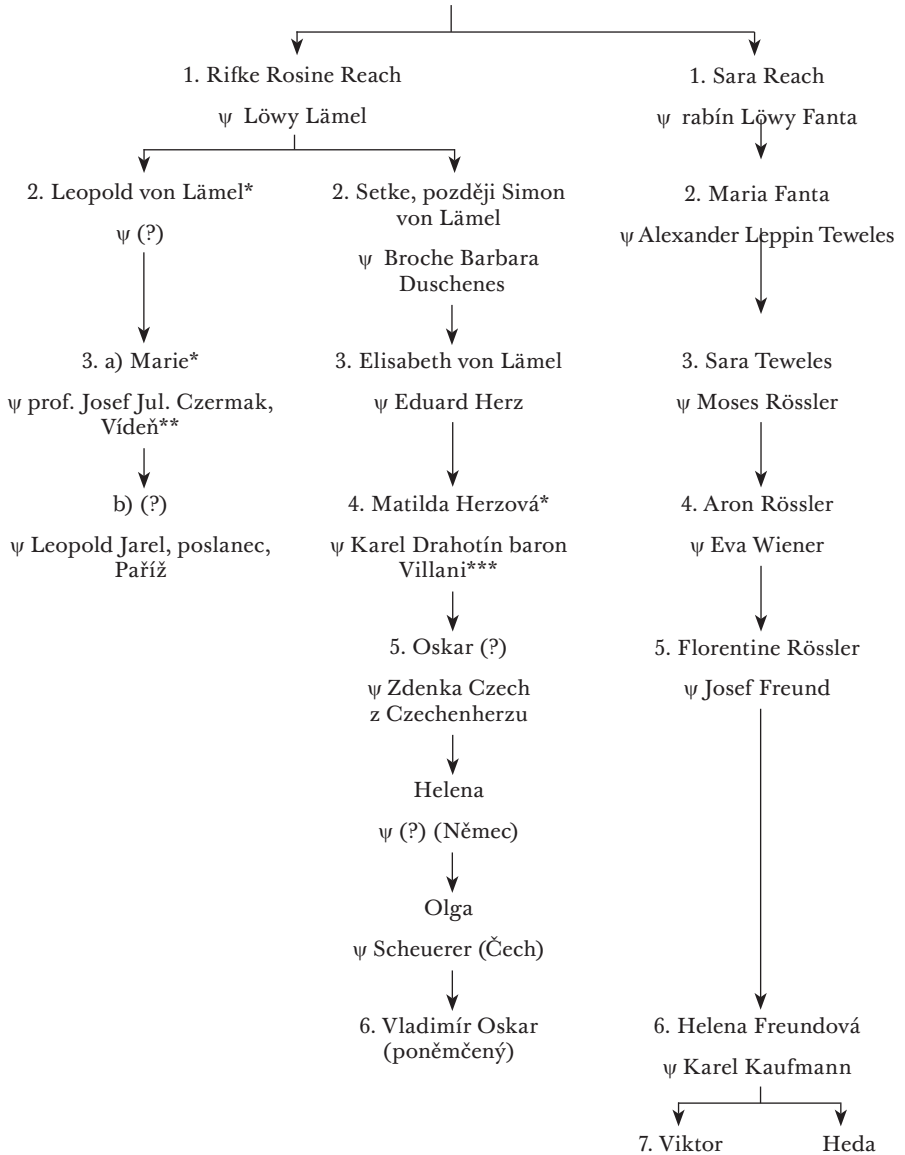 1. Rifke Rosine Reach
ψ Löwy Lämel
2. Leopold von Lämel*
ψ (?)
3. a) Marie*
ψ prof. Josef Jul. Czermak,
Vídeň**
b) (?)
ψ Leopold Jarel, poslanec,
Paříž
2. Setke, později Simon
von Lämel
ψ Broche Barbara
Duschenes
3. Elisabeth von Lämel
ψ Eduard Herz
4. Matilda Herzová*
ψ Karel Drahotín baron
Villani***
5. Oskar (?)
ψ Zdenka Czech
z Czechenherzu
Helena
ψ (?) (Němec)
Olga
ψ Scheuerer (Čech)
6. Vladimír Oskar
(poněmčený)
1. Sara Reach
ψ rabín Löwy Fanta
2. Maria Fanta
ψ Alexander Leppin Teweles
3. Sara Teweles
ψ Moses Rössler
4. Aron Rössler
ψ Eva Wiener
5. Florentine Rössler
ψ Josef Freund
6. Helena Freundová
ψ Karel Kaufmann
7. Viktor
Heda